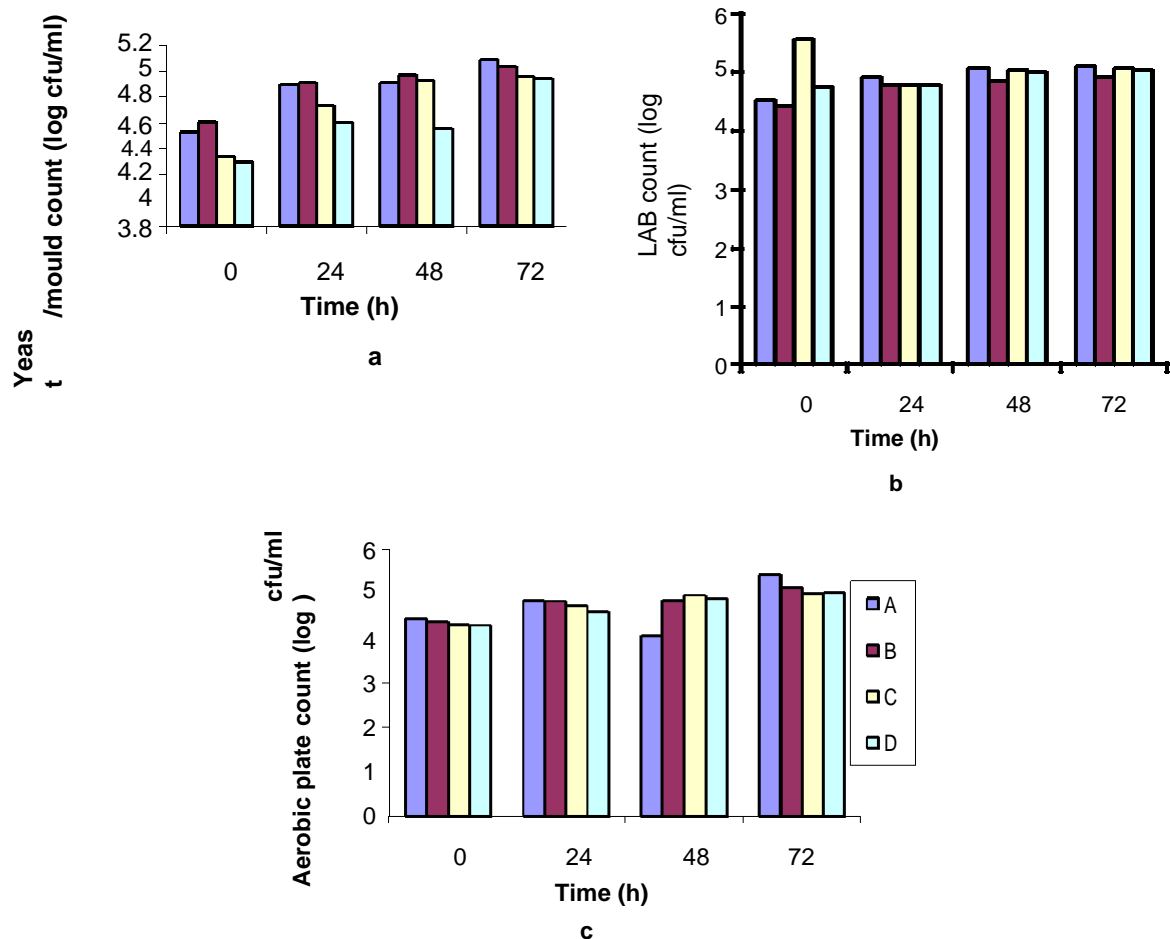 Yeas
t
/mould count (log cfu/ml)
5.2
5
4.8
4.6
4.4
4.2
4
3.8
0 24 48 72
Time (h)
a
LAB count (log
cfu/ml)
6
5
4
3
2
1
0
0 24 48 72
Time (h)
b
cfu/ml
Aerobic plate count (log )
6
5
4
3
2
1
0
0 24 48 72
Time (h)
c
A
B
C
D